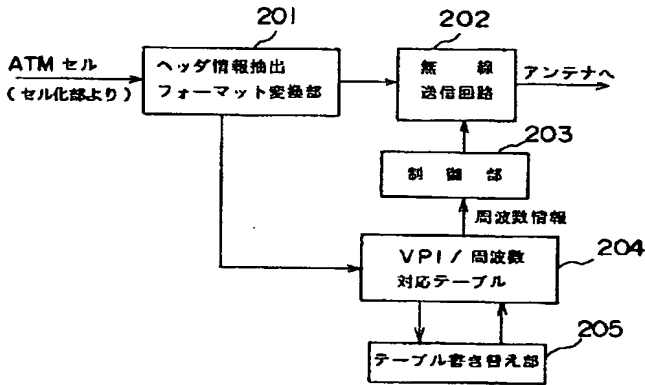 201
202
ATM セル
(セル化部より)
ヘッダ情報抽出
フォーマット変換部
無線
送信回路
アンテナへ
203
制御部
周波数情報
204
VPI/周波数
対応テーブル
205
テーブル書き替え部